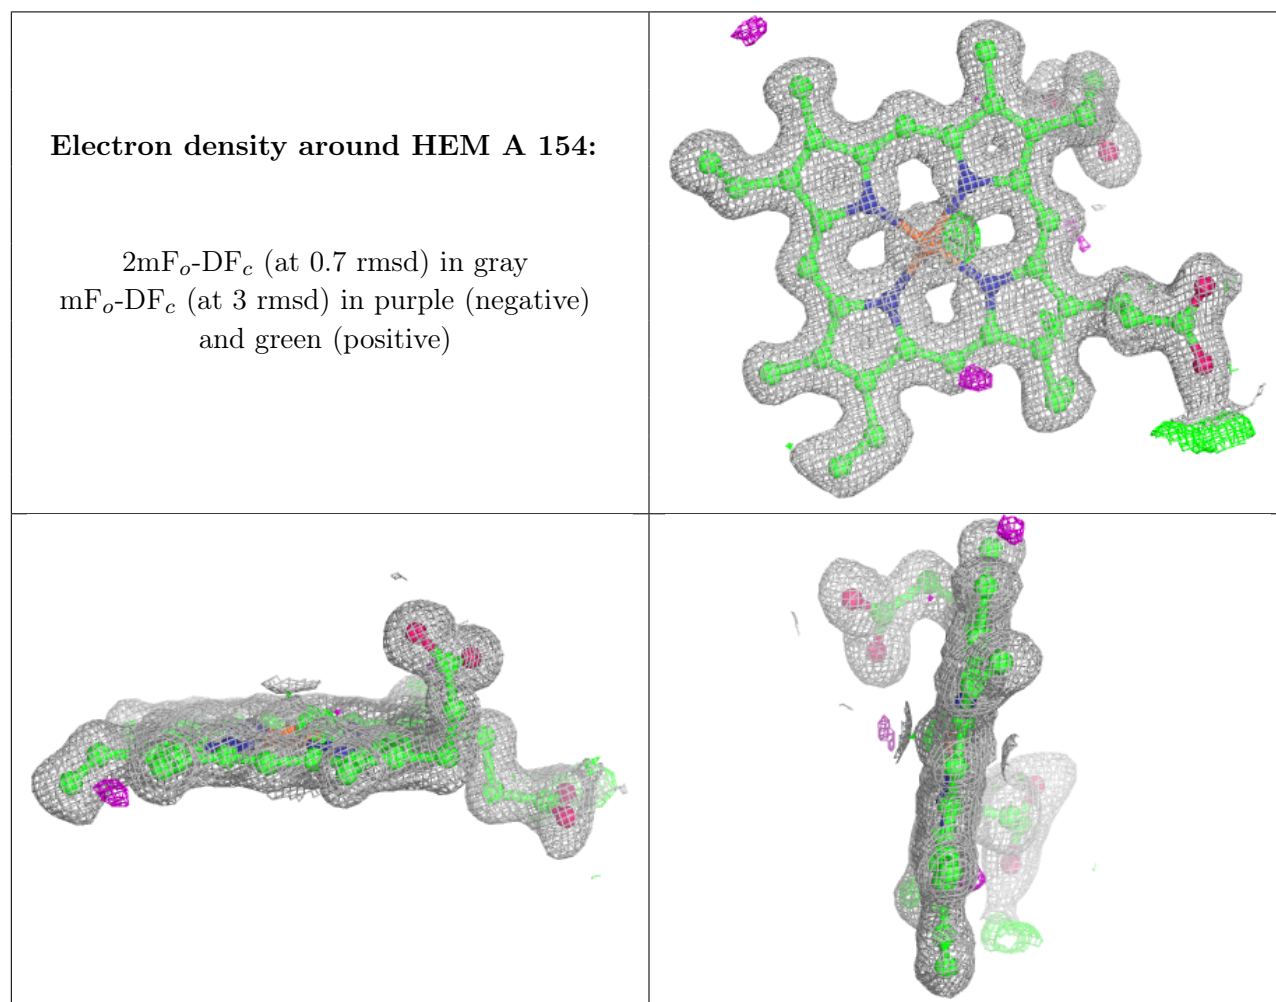 Electron density around HEM A 154:
2mFo-DFc (at 0.7 rmsd) in gray
mFo-DFc (at 3 rmsd) in purple (negative)
and green (positive)